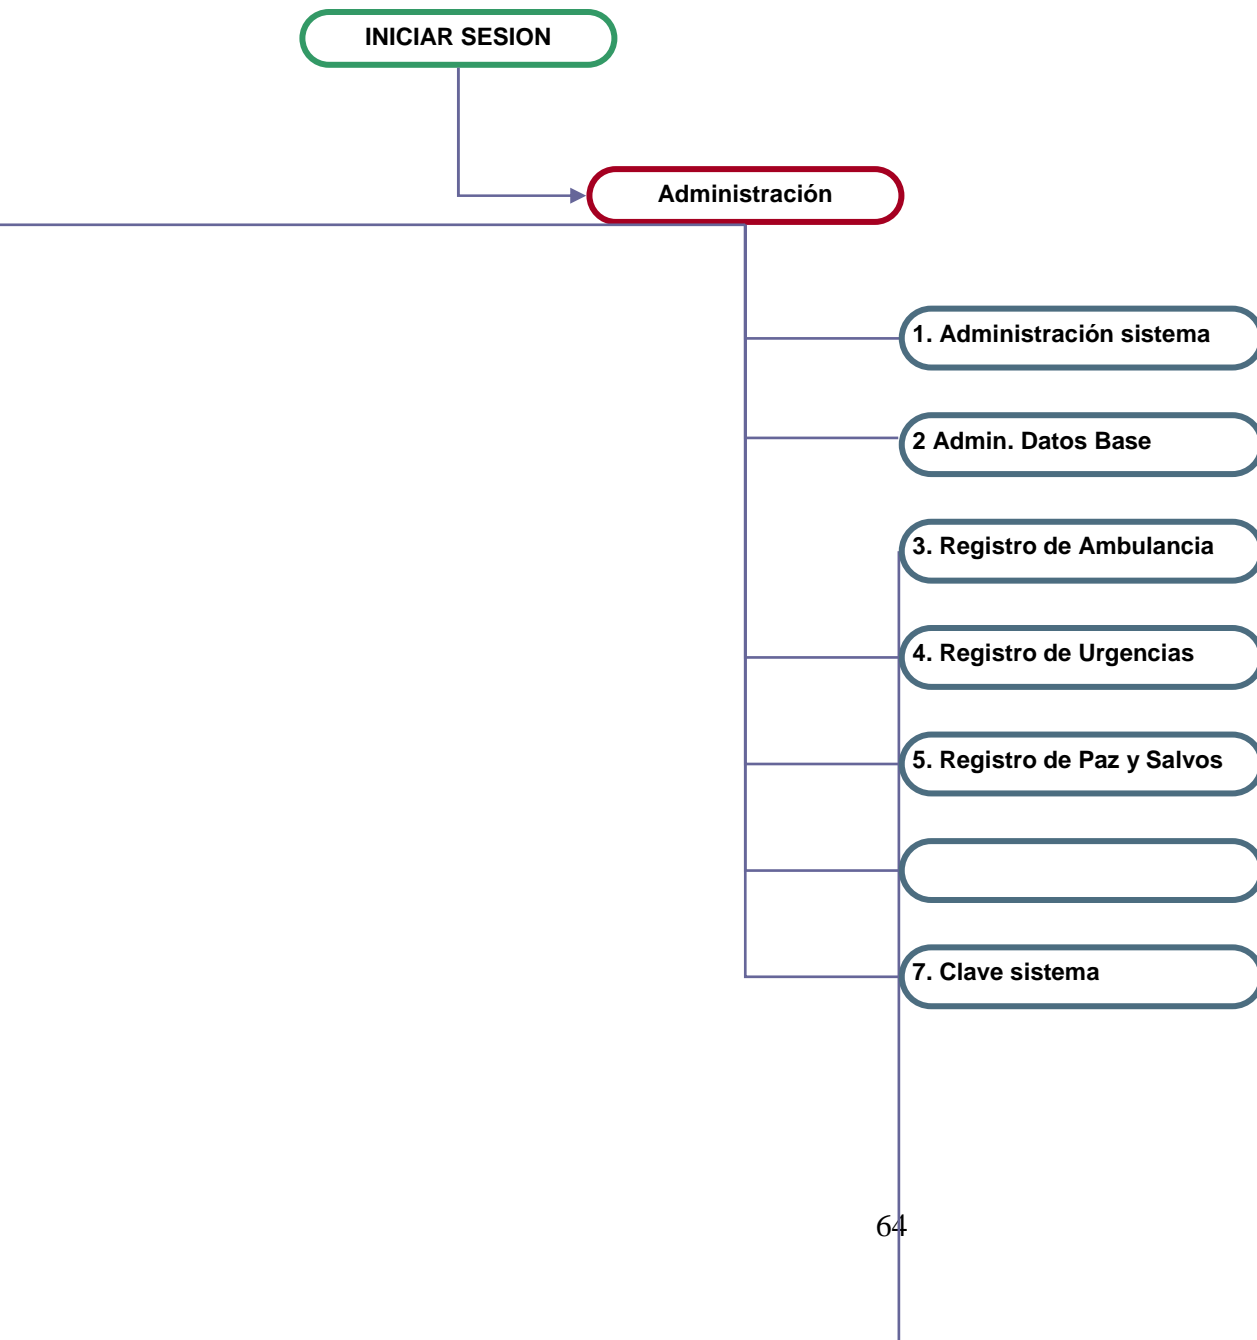 INICIAR SESION
Administración
1. Administración sistema
2 Admin. Datos Base
3. Registro de Ambulancia
4. Registro de Urgencias
5. Registro de Paz y Salvos
7. Clave sistema
64